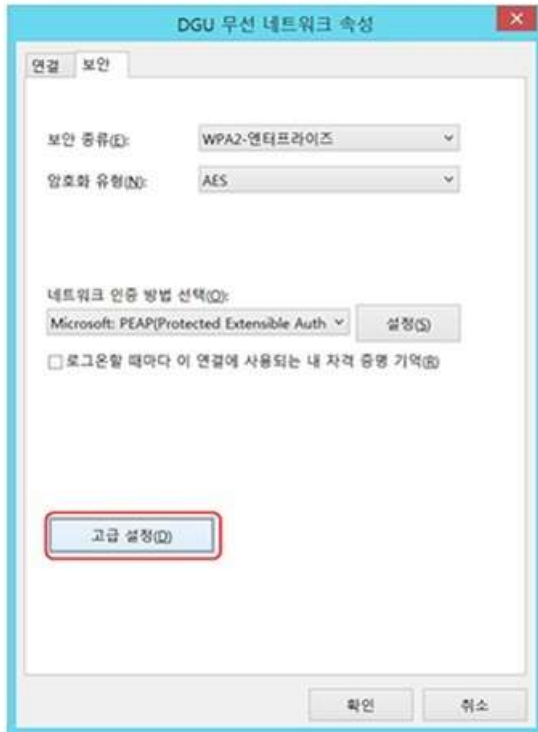 DGU 무선 네트워크 속성
연결 보안
보안 종류(E): WPA2-엔터프라이즈
암호화 유형(N): AES
네트워크 인증 방법 선택(O):
Microsoft: PEAP(Protected Extensible Auth 설정(S)
로그온할 때마다 이 연결에 사용되는 내 자격 증명 기억(R)
고급 설정(D)
확인 취소